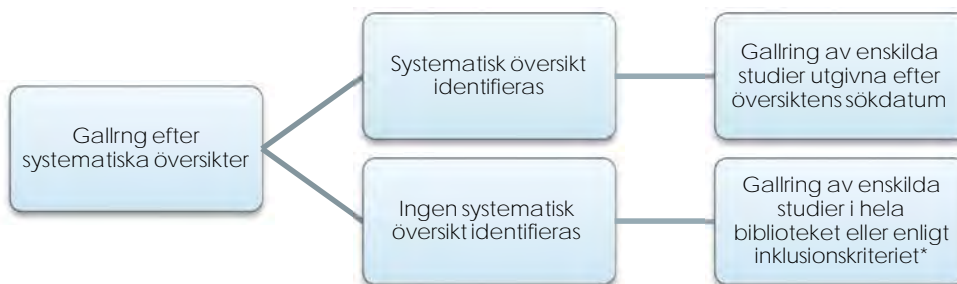 Gallrng efter
systematiska översikter
Systematisk översikt
identifieras
Gallring av enskilda
studier utgivna efter
översiktens sökdatum
Ingen systematisk
översikt identifieras
Gallring av enskilda
studier i hela
biblioteket eller enligt
inklusionskriteriet*